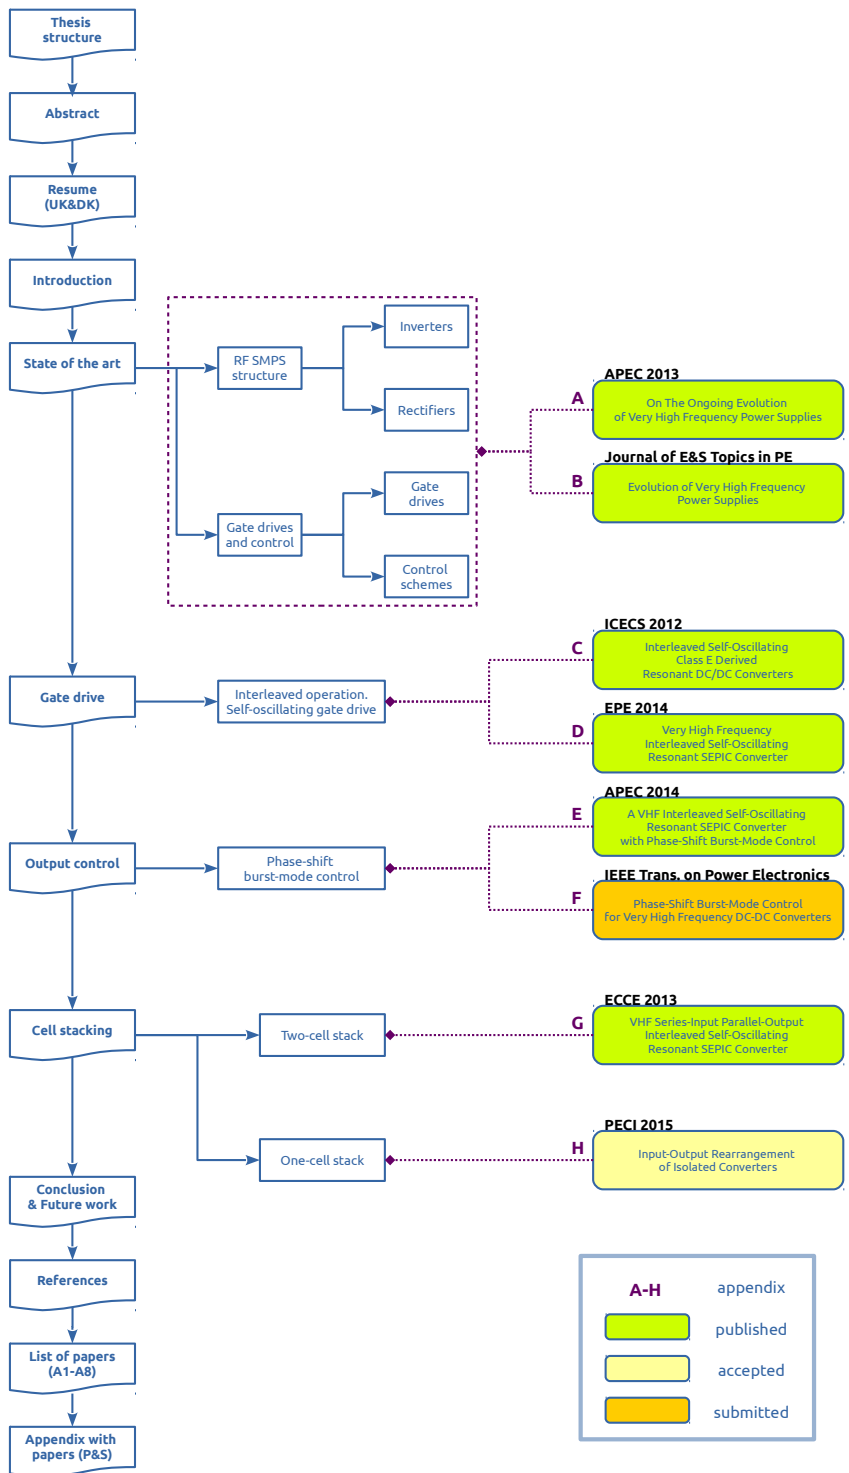 Thesis
structure
Abstract
Resume
(UK&DK)
Introduction
State of the art
RF SMPS
structure
Inverters
Rectifiers
Gate drives
and control
Gate
drives
Control
schemes
A
APEC 2013
On The Ongoing Evolution
of Very High Frequency Power Supplies
B
Journal of E&S Topics in PE
Evolution of Very High Frequency
Power Supplies
Gate drive
Interleaved operation.
Self-oscillating gate drive
C
ICECS 2012
Interleaved Self-Oscillating
Class E Derived
Resonant DC/DC Converters
D
EPE 2014
Very High Frequency
Interleaved Self-Oscillating
Resonant SEPIC Converter
Output control
Phase-shift
burst-mode control
E
APEC 2014
A VHF Interleaved Self-Oscillating
Resonant SEPIC Converter
with Phase-Shift Burst-Mode Control
F
IEEE Trans. on Power Electronics
Phase-Shift Burst-Mode Control
for Very High Frequency DC-DC Converters
Cell stacking
Two-cell stack
G
ECCE 2013
VHF Series-Input Parallel-Output
Interleaved Self-Oscillating
Resonant SEPIC Converter
One-cell stack
H
PECI 2015
Input-Output Rearrangement
of Isolated Converters
Conclusion
& Future work
References
List of papers
(A1-A8)
Appendix with
papers (P&S)
A-H appendix
published
accepted
submitted